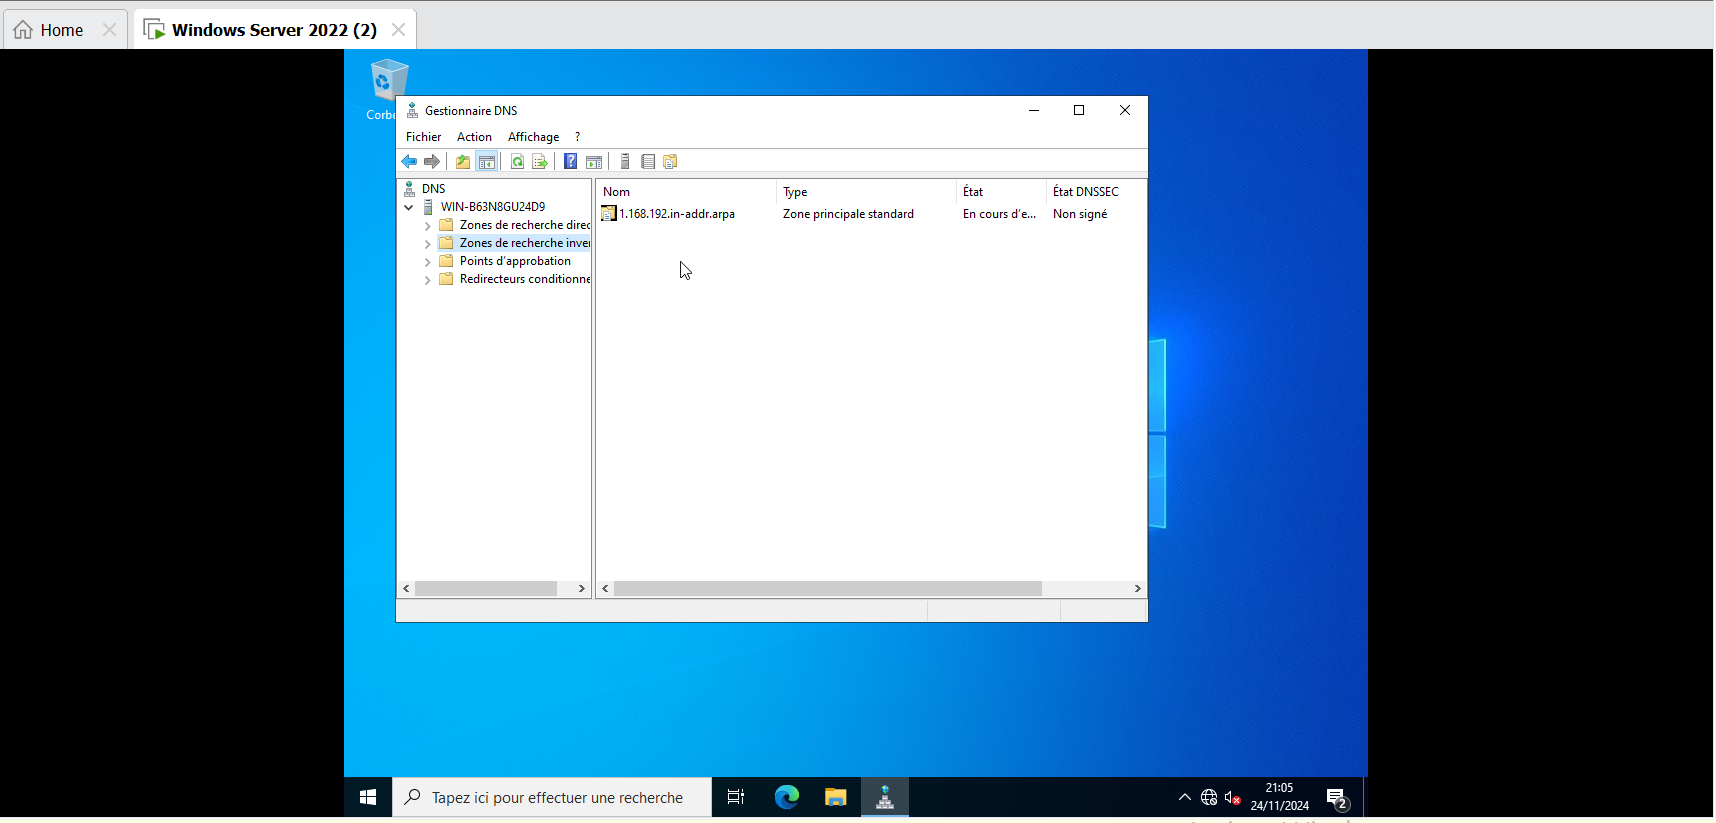 Home
Windows Server 2022 (2)
Corbe
Gestionnaire DNS
Fichier Action Affichage ?
DNS
WIN-B63N8GU24D9
Zones de recherche direc
Zones de recherche inver
Points d'approbation
Redirecteurs conditionne
Nom Type État État DNSSEC
1.168.192.in-addr.arpa Zone principale standard En cours d'e... Non signé
Tapez ici pour effectuer une recherche
21:05
24/11/2024
2